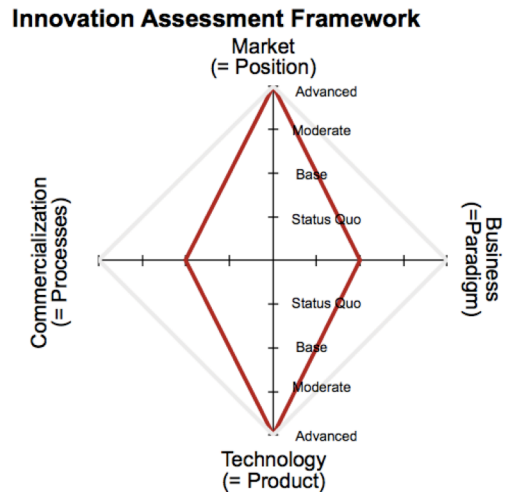 Innovation Assessment Framework
Market
(= Position)
Advanced
Moderate
Base
Status Quo
Commercialization
(= Processes)
Business
(=Paradigm)
Status Quo
Base
Moderate
Advanced
Technology
(= Product)